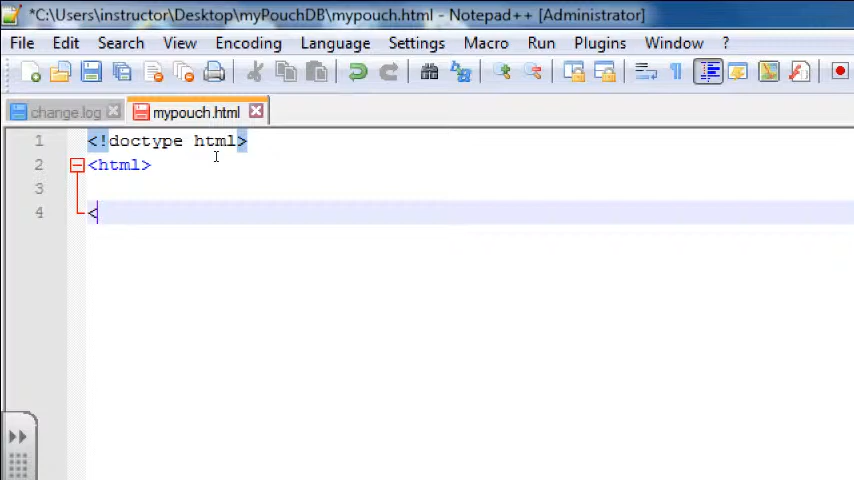 *C:\Users\instructor\Desktop\myPouchDB\mypouch.html - Notepad++ [Administrator]
File Edit Search View Encoding Language Settings Macro Run Plugins Window ?
change.log mypouch.html
1 <!doctype html>
2 <html>
3
4 <